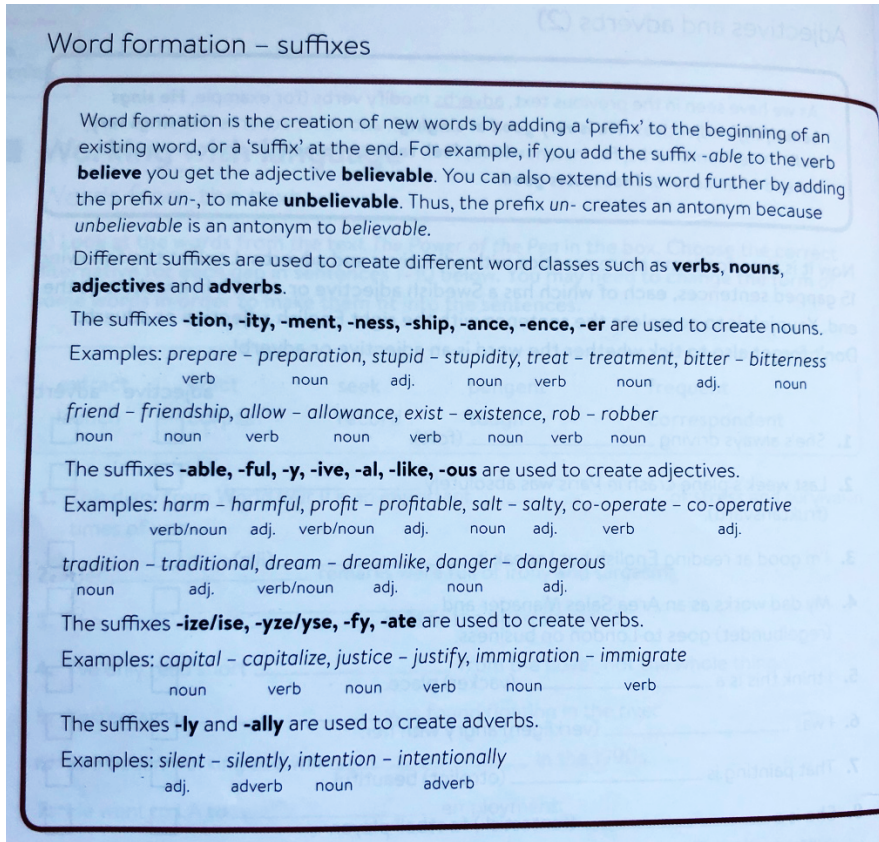 Word formation – suffixes
Word formation is the creation of new words by adding a ‘prefix’ to the beginning of an
existing word, or a ‘suffix’ at the end. For example, if you add the suffix -able to the verb
believe you get the adjective believable. You can also extend this word further by adding
the prefix un-, to make unbelievable. Thus, the prefix un- creates an antonym because
unbelievable is an antonym to believable.
Different suffixes are used to create different word classes such as verbs, nouns,
adjectives and adverbs.
The suffixes -tion, -ity, -ment, -ness, -ship, -ance, -ence, -er are used to create nouns.
Examples: prepare – preparation, stupid – stupidity, treat – treatment, bitter – bitterness
verb noun adj. noun verb noun adj. noun
friend – friendship, allow – allowance, exist – existence, rob – robber
noun noun verb noun verb noun verb noun
The suffixes -able, -ful, -y, -ive, -al, -like, -ous are used to create adjectives.
Examples: harm – harmful, profit – profitable, salt – salty, co-operate – co-operative
verb/noun adj. verb/noun adj. noun adj. verb adj.
tradition – traditional, dream – dreamlike, danger – dangerous
noun adj. verb/noun adj. noun adj.
The suffixes -ize/ise, -yze/yse, -fy, -ate are used to create verbs.
Examples: capital – capitalize, justice – justify, immigration – immigrate
noun verb noun verb noun verb
The suffixes -ly and -ally are used to create adverbs.
Examples: silent – silently, intention – intentionally
adj. adverb noun adverb